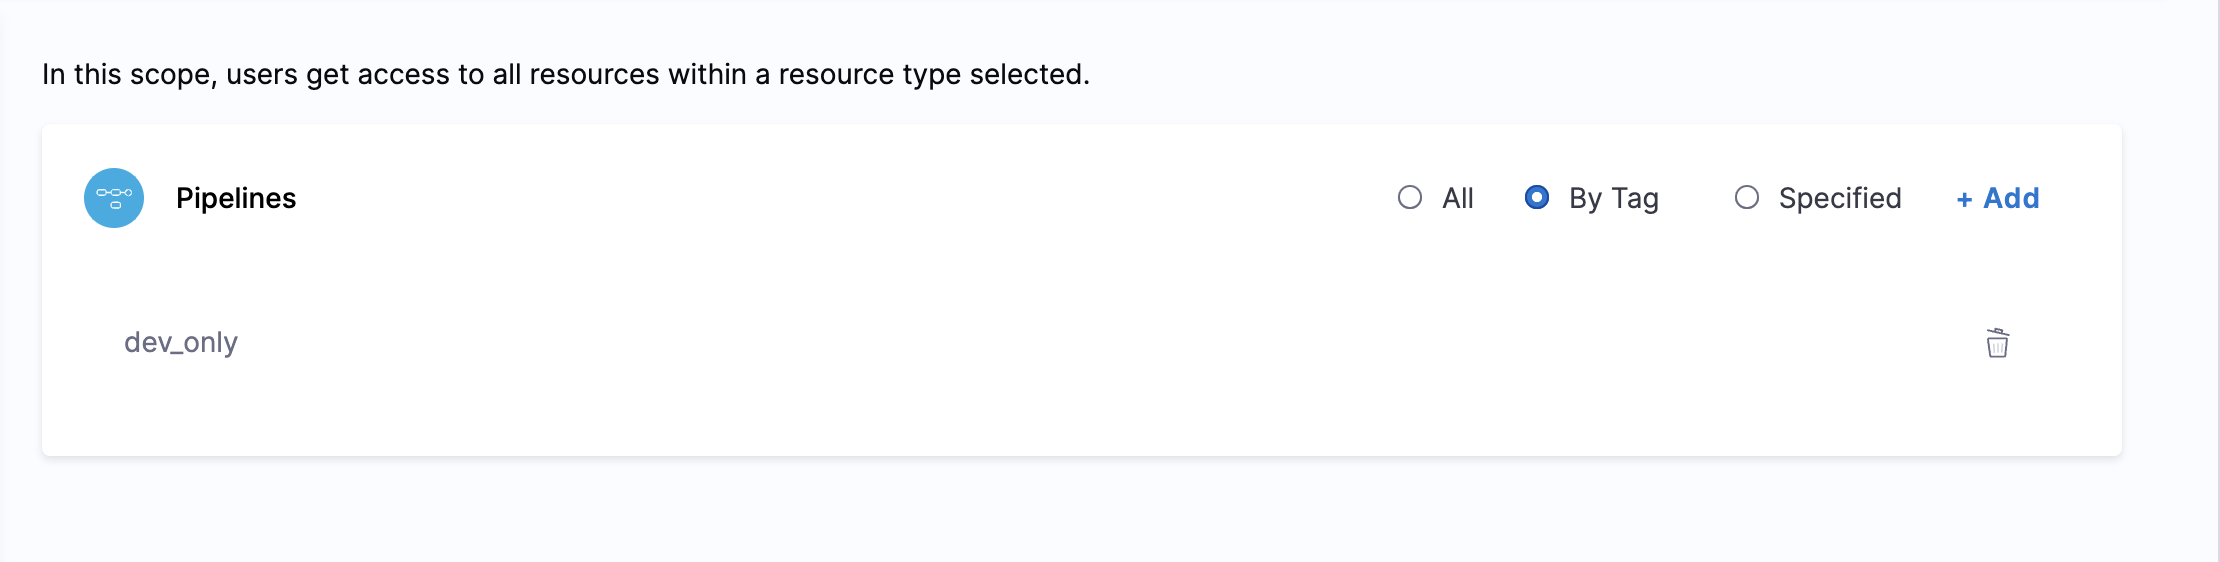 In this scope, users get access to all resources within a resource type selected.
Pipelines All By Tag Specified + Add
dev_only